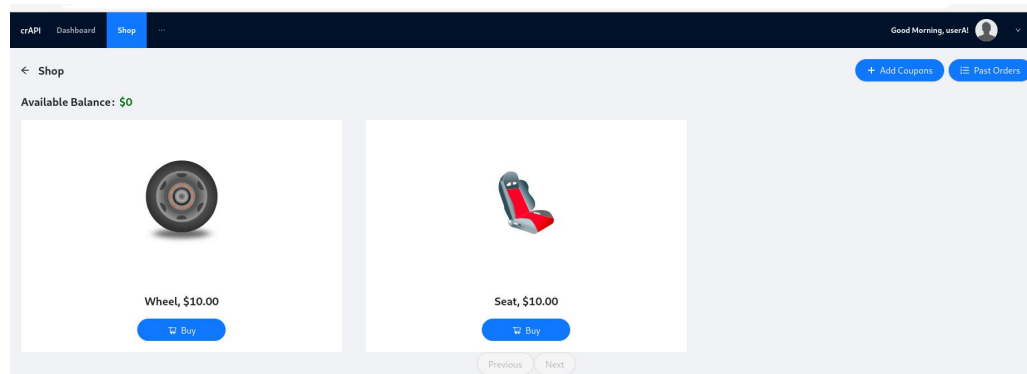 crAPI Dashboard Shop ··· Good Morning, userA!
← Shop + Add Coupons Past Orders
Available Balance: $0
Wheel, $10.00 Seat, $10.00
Buy Buy
Previous Next